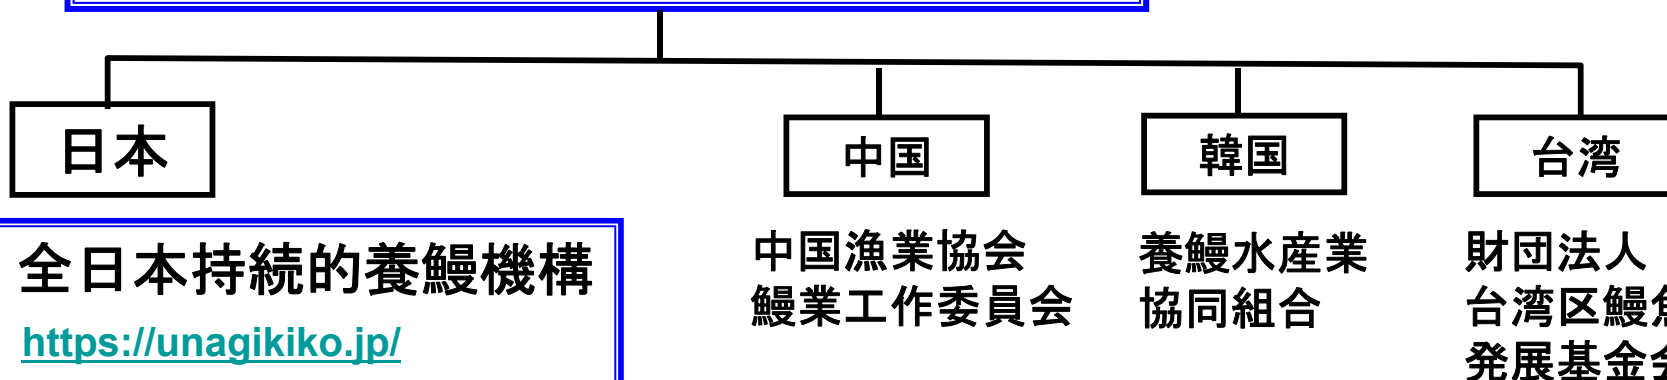 日本
中国
韓国
台湾
全日本持続的養鰻機構
https://unagikiko.jp/
中国漁業協会
鰻業工作委員会
養鰻水産業
協同組合
財団法人
台湾区鰻魚
発展基金会